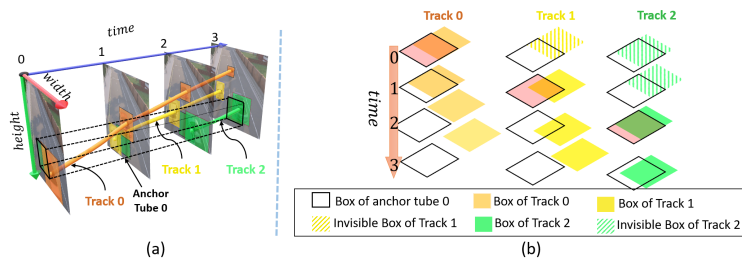 time
0
1
2
3
width
height
Track 1
Track 2
Track 0
Anchor
Tube 0
(a)
Track 0
Track 1
Track 2
0
1
2
3
time
Box of anchor tube 0
Box of Track 0
Box of Track 1
Invisible Box of Track 1
Box of Track 2
Invisible Box of Track 2
(b)